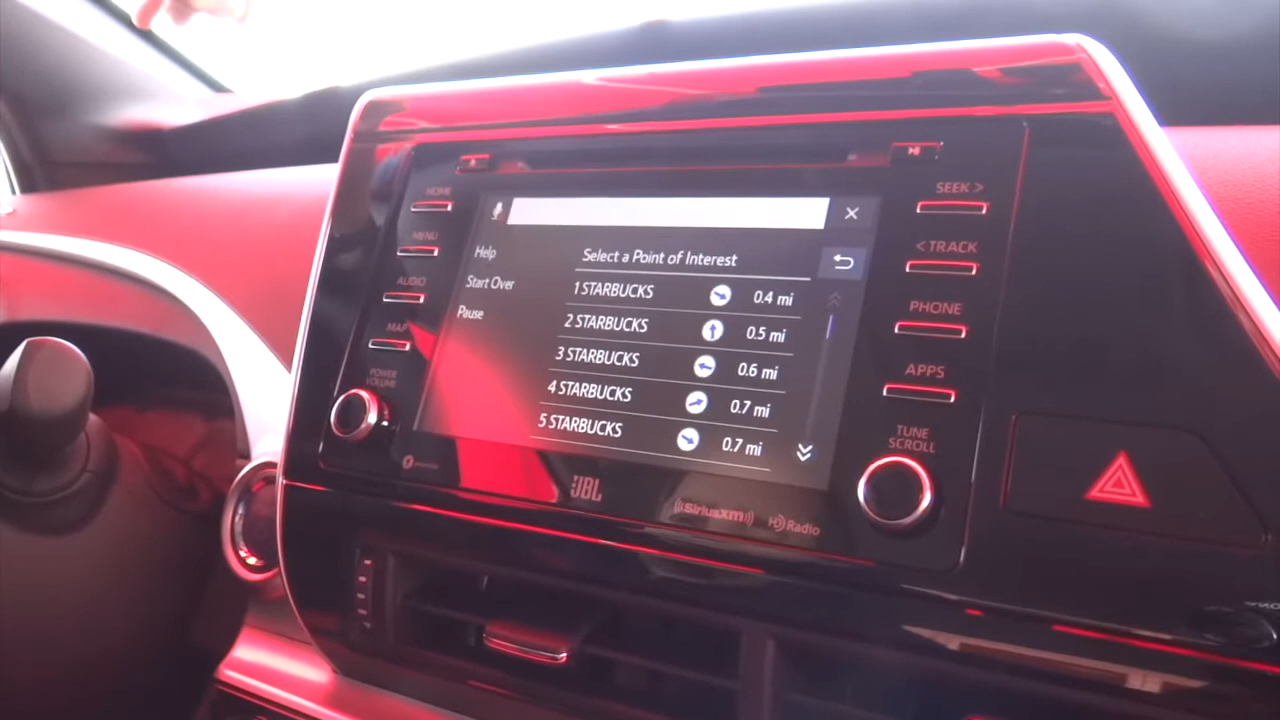 HOME
MENU
AUDIO
MAP
POWER
VOLUME
Help
Start Over
Pause
Select a Point of Interest
1 STARBUCKS 0.4 mi
2 STARBUCKS 0.5 mi
3 STARBUCKS 0.6 mi
4 STARBUCKS 0.7 mi
5 STARBUCKS 0.7 mi
SEEK >
< TRACK
PHONE
APPS
TUNE
SCROLL
JBL
((SiriusXM))
HD Radio